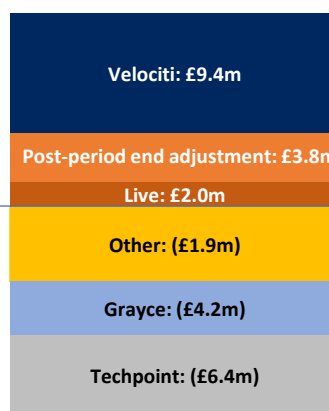 Velociti: £9.4m
Post-period end adjustment: £3.8m
Live: £2.0m
Other: (£1.9m)
Grayce: (£4.2m)
Techpoint: (£6.4m)